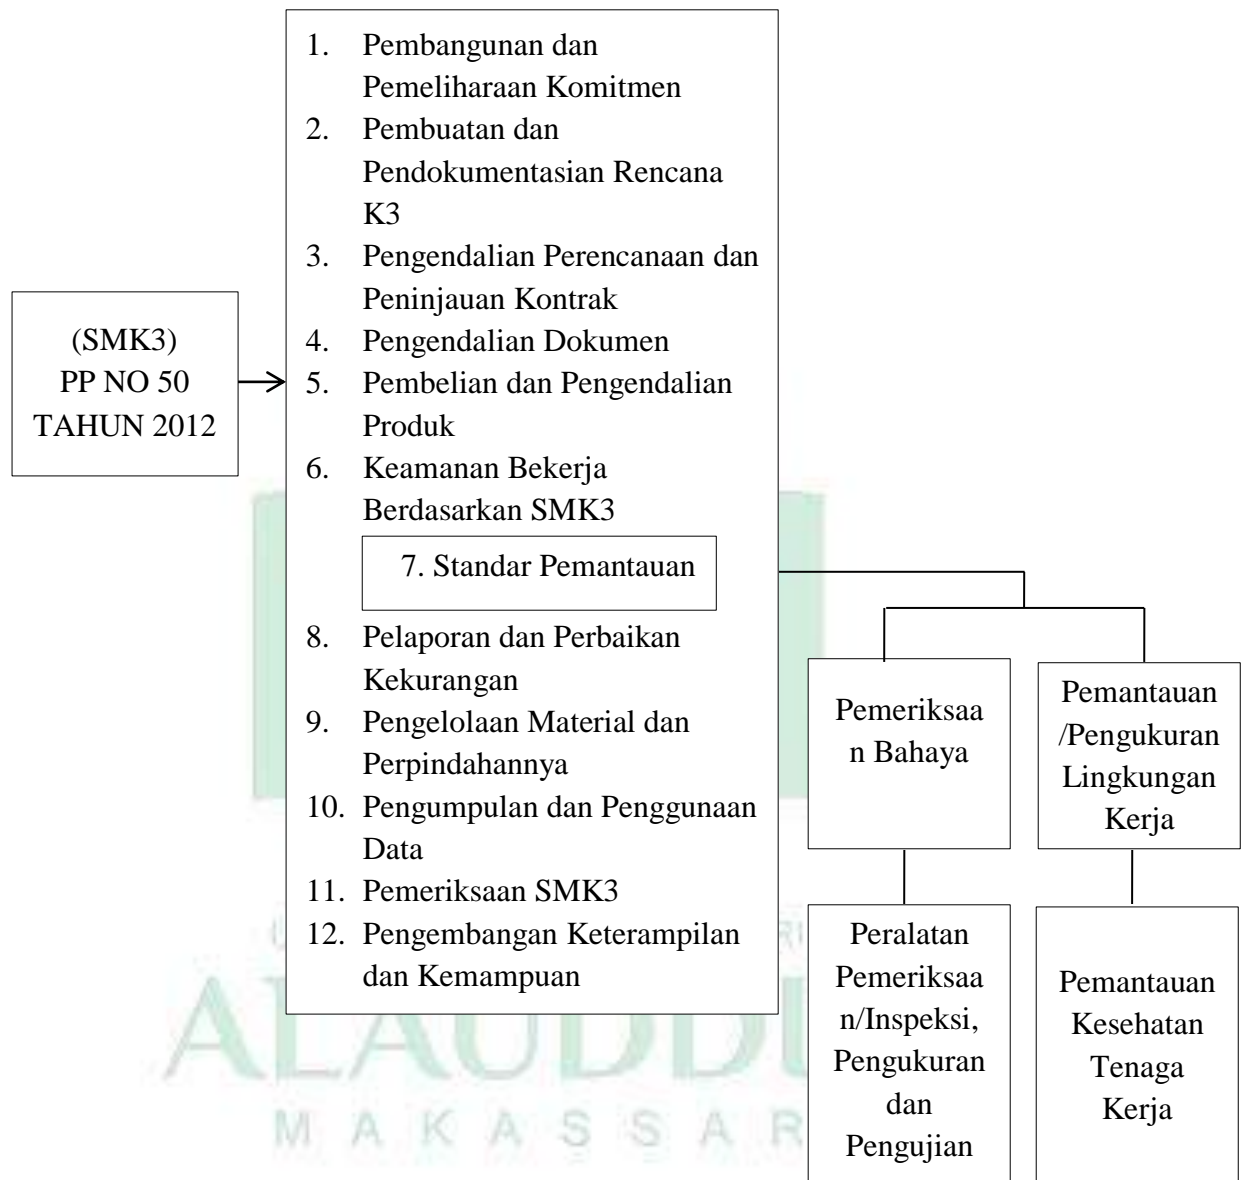 (SMK3)
PP NO 50
TAHUN 2012
1. Pembangunan dan
Pemeliharaan Komitmen
2. Pembuatan dan
Pendokumentasian Rencana
K3
3. Pengendalian Perencanaan dan
Peninjauan Kontrak
4. Pengendalian Dokumen
5. Pembelian dan Pengendalian
Produk
6. Keamanan Bekerja
Berdasarkan SMK3
7. Standar Pemantauan
8. Pelaporan dan Perbaikan
Kekurangan
9. Pengelolaan Material dan
Perpindahannya
10. Pengumpulan dan Penggunaan
Data
11. Pemeriksaan SMK3
12. Pengembangan Keterampilan
dan Kemampuan
Pemeriksaa
n Bahaya
Pemantauan
/Pengukuran
Lingkungan
Kerja
Peralatan
Pemeriksaa
n/Inspeksi,
Pengukuran
dan
Pengujian
Pemantauan
Kesehatan
Tenaga
Kerja
MAKASSAR